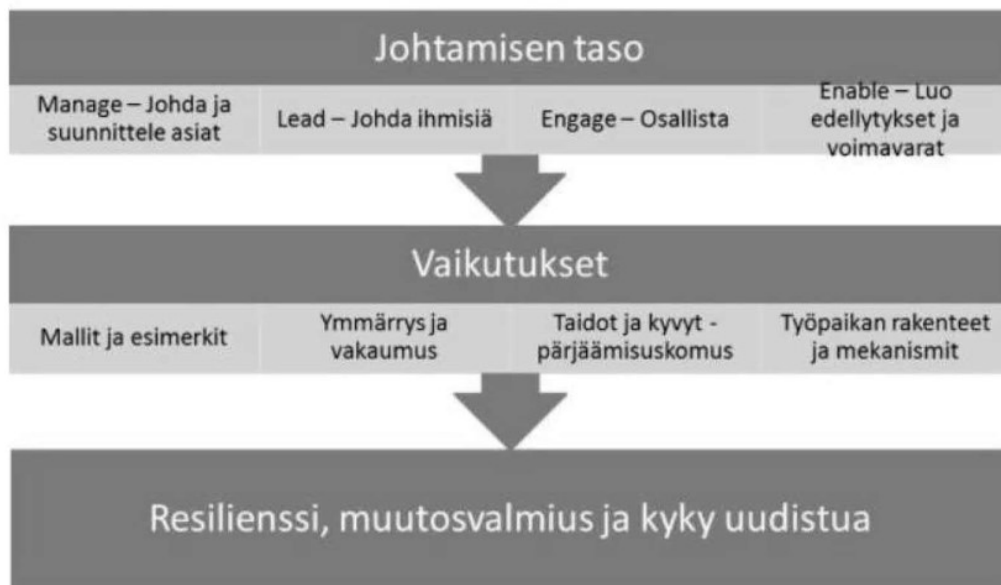 Johtamisen taso
Manage – Johda ja
suunnittele asiat
Lead – Johda ihmisiä
Engage – Osallista
Enable – Luo
edellytykset ja
voimavarat
Vaikutukset
Mallit ja esimerkit
Ymmärrys ja
vakaumus
Taidot ja kyvyt -
pärjäämisuskomus
Työpaikan rakenteet
ja mekanismit
Resilienssi, muutosvalmius ja kyky uudistua